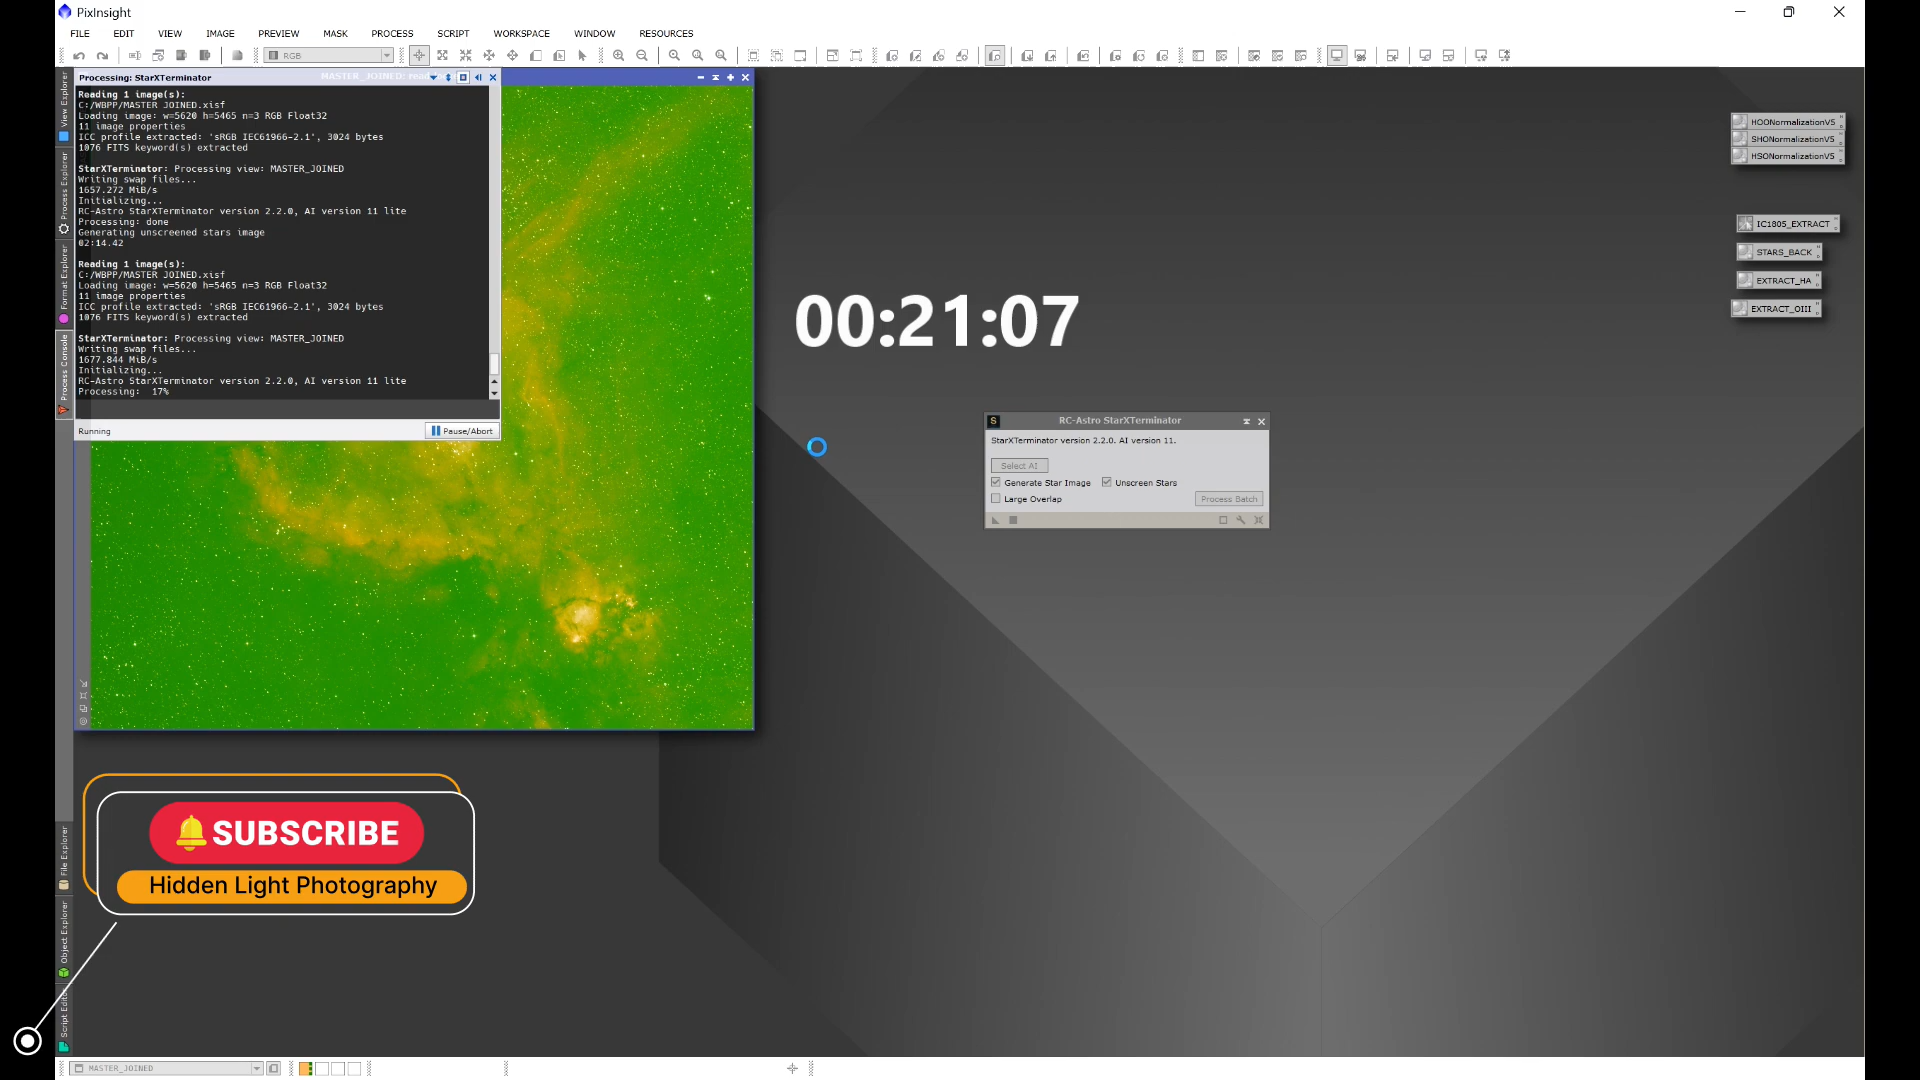 PixInsight
FILE EDIT VIEW IMAGE PREVIEW MASK PROCESS SCRIPT WORKSPACE WINDOW RESOURCES
RGB
Processing: StarXTerminator
Reading 1 image(s):
C:/WBPP/MASTER_JOINED.xisf
Loading image: w=5620 h=5465 n=3 RGB Float32
11 image properties
ICC profile extracted: 'sRGB IEC61966-2.1', 3024 bytes
1076 FITS keyword(s) extracted
StarXTerminator: Processing view: MASTER_JOINED
Writing swap files...
1657.272 MiB/s
Initializing...
RC-Astro StarXTerminator version 2.2.0, AI version 11 lite
Processing: done
Generating unscreened stars image
02:14.42
Reading 1 image(s):
C:/WBPP/MASTER_JOINED.xisf
Loading image: w=5620 h=5465 n=3 RGB Float32
11 image properties
ICC profile extracted: 'sRGB IEC61966-2.1', 3024 bytes
1076 FITS keyword(s) extracted
StarXTerminator: Processing view: MASTER_JOINED
Writing swap files...
1677.844 MiB/s
Initializing...
RC-Astro StarXTerminator version 2.2.0, AI version 11 lite
Processing: 17%
Running
Pause/Abort
View Explorer
Process Explorer
Format Explorer
Process Console
File Explorer
Object Explorer
Script Edito
00:21:07
RC-Astro StarXTerminator
StarXTerminator version 2.2.0. AI version 11.
Select AI
Generate Star Image
Unscreen Stars
Large Overlap
Process Batch
HOONormalizationV5
SHONormalizationV5
HSONormalizationV5
IC1805_EXTRACT
STARS_BACK
EXTRACT_HA
EXTRACT_OIII
SUBSCRIBE
Hidden Light Photography
MASTER_JOINED